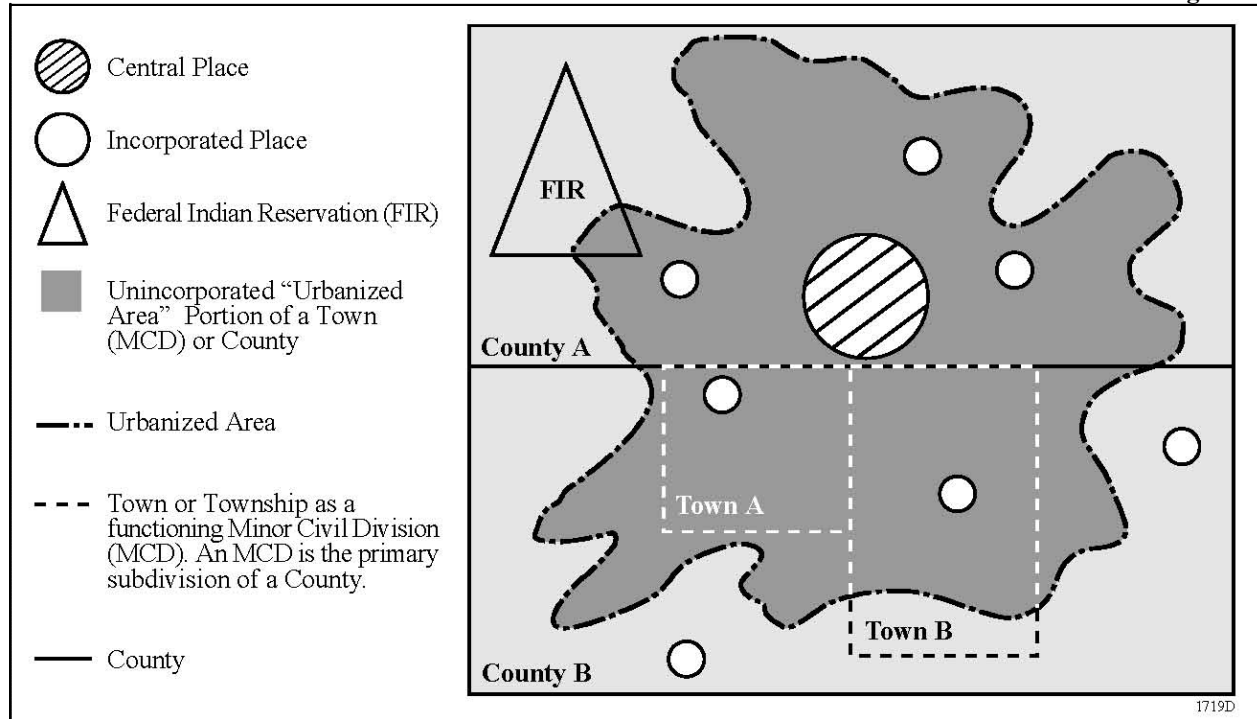 Central Place
Incorporated Place
Federal Indian Reservation (FIR)
Unincorporated “Urbanized
Area” Portion of a Town
(MCD) or County
Urbanized Area
Town or Township as a
functioning Minor Civil Division
(MCD). An MCD is the primary
subdivision of a County.
County
FIR
County A
Town A
Town B
County B
1719D